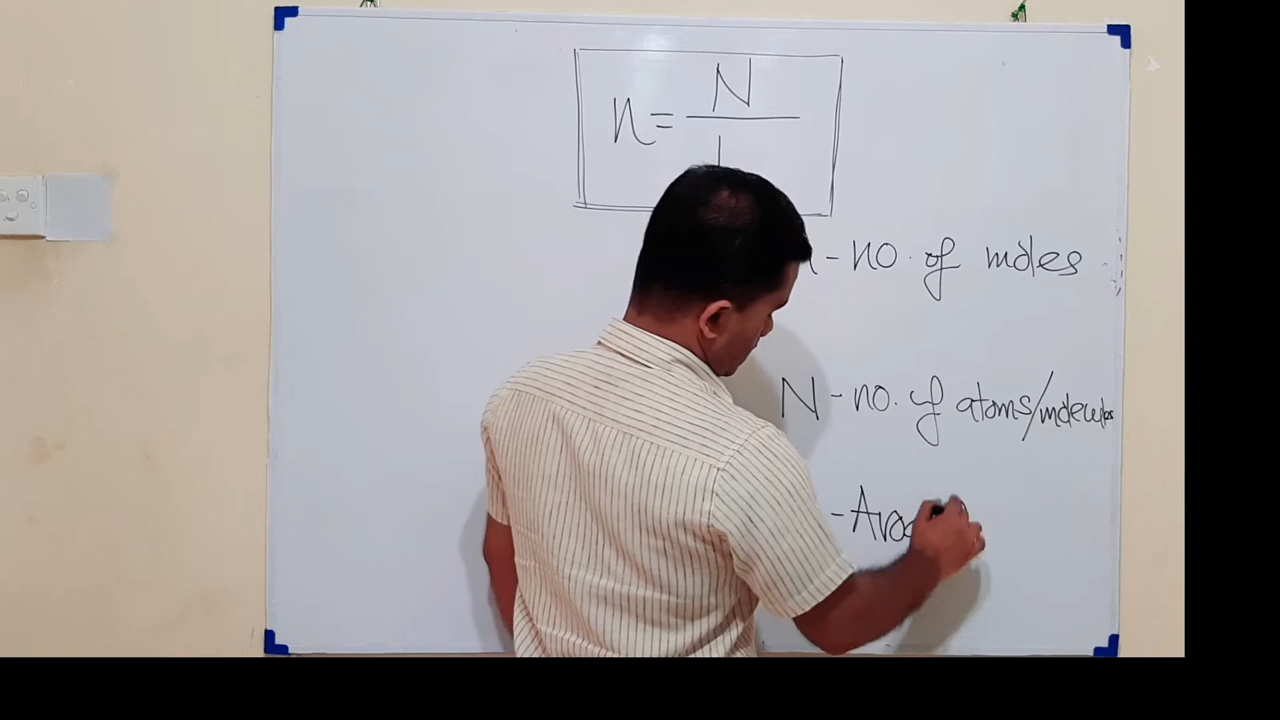 n = N
n - no. of moles
N - no. of atoms/molecules
- Avo